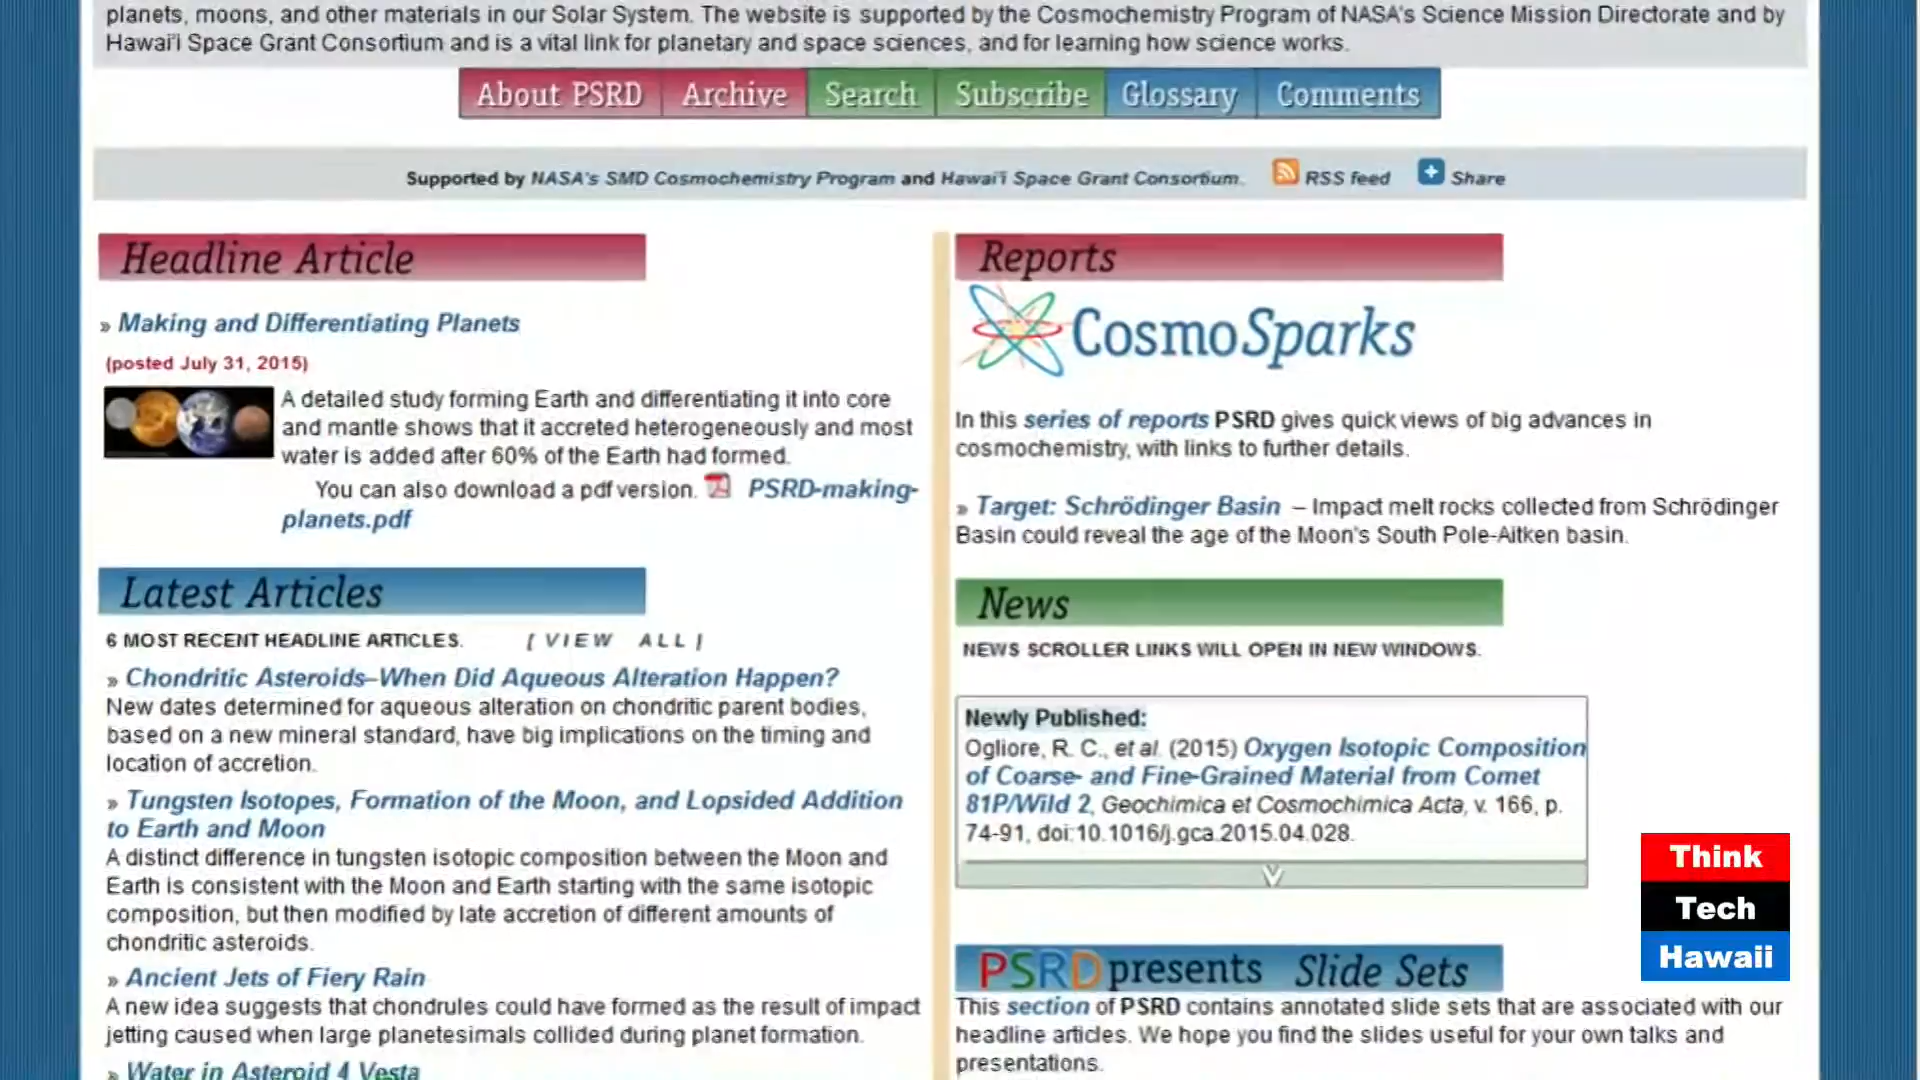 planets, moons, and other materials in our Solar System. The website is supported by the Cosmochemistry Program of NASA's Science Mission Directorate and by
Hawai'i Space Grant Consortium and is a vital link for planetary and space sciences, and for learning how science works.
About PSRD Archive Search Subscribe Glossary Comments
Supported by NASA's SMD Cosmochemistry Program and Hawai'i Space Grant Consortium. RSS feed Share
Headline Article
» Making and Differentiating Planets
(posted July 31, 2015)
A detailed study forming Earth and differentiating it into core
and mantle shows that it accreted heterogeneously and most
water is added after 60% of the Earth had formed.
You can also download a pdf version. PSRD-making-
planets.pdf
Latest Articles
6 MOST RECENT HEADLINE ARTICLES. [ VIEW ALL ]
» Chondritic Asteroids–When Did Aqueous Alteration Happen?
New dates determined for aqueous alteration on chondritic parent bodies,
based on a new mineral standard, have big implications on the timing and
location of accretion.
» Tungsten Isotopes, Formation of the Moon, and Lopsided Addition
to Earth and Moon
A distinct difference in tungsten isotopic composition between the Moon and
Earth is consistent with the Moon and Earth starting with the same isotopic
composition, but then modified by late accretion of different amounts of
chondritic asteroids.
» Ancient Jets of Fiery Rain
A new idea suggests that chondrules could have formed as the result of impact
jetting caused when large planetesimals collided during planet formation.
» Water in Asteroid 4 Vesta
Reports
CosmoSparks
In this series of reports PSRD gives quick views of big advances in
cosmochemistry, with links to further details.
» Target: Schrödinger Basin – Impact melt rocks collected from Schrödinger
Basin could reveal the age of the Moon's South Pole-Aitken basin.
News
NEWS SCROLLER LINKS WILL OPEN IN NEW WINDOWS.
Newly Published:
Ogliore, R. C., et al. (2015) Oxygen Isotopic Composition
of Coarse- and Fine-Grained Material from Comet
81P/Wild 2, Geochimica et Cosmochimica Acta, v. 166, p.
74-91, doi:10.1016/j.gca.2015.04.028.
PSRD presents Slide Sets
This section of PSRD contains annotated slide sets that are associated with our
headline articles. We hope you find the slides useful for your own talks and
presentations.
Think
Tech
Hawaii